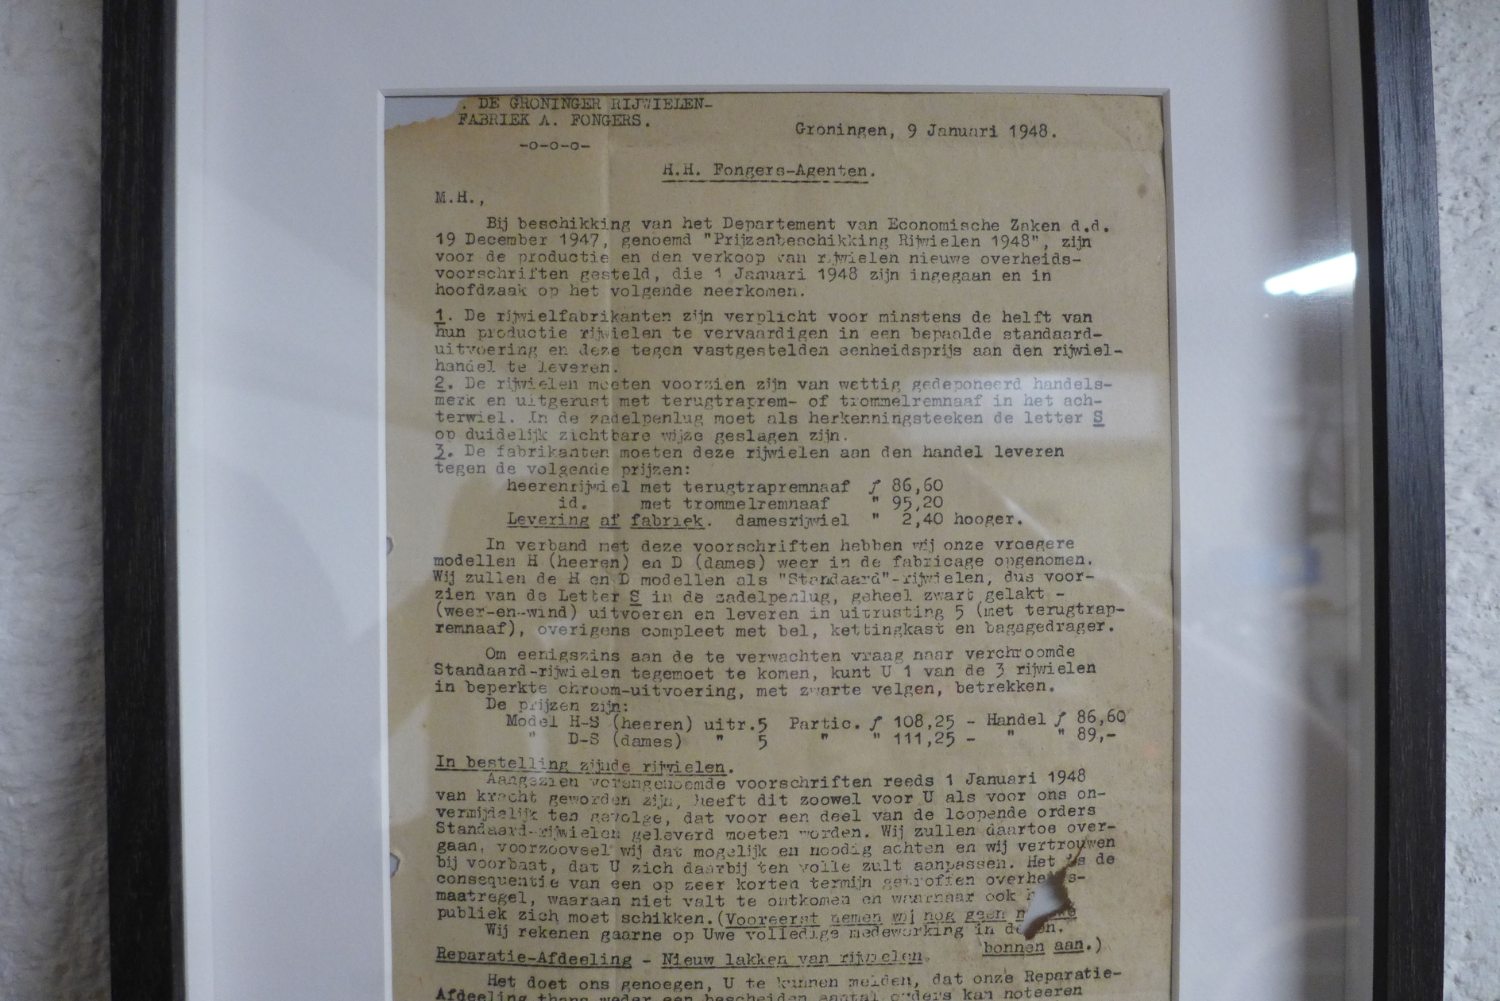 . DE GRONINGER RIJWIELEN-
FABRIEK A. FONGERS.
-o-o-o-
Groningen, 9 Januari 1948.
H.H. Fongers-Agenten.
M.H.,
Bij beschikking van het Departement van Economische Zaken d.d.
19 December 1947, genoemd "Prijzenbeschikking Rijwielen 1948", zijn
voor de productie en den verkoop van rijwielen nieuwe overheids-
voorschriften gesteld, die 1 Januari 1948 zijn ingegaan en in
hoofdzaak op het volgende neerkomen.
1. De rijwielfabrikanten zijn verplicht voor minstens de helft van
hun productie rijwielen te vervaardigen in een bepaalde standaard-
uitvoering en deze tegen vastgestelden eenheidsprijs aan den rijwiel-
handel te leveren.
2. De rijwielen moeten voorzien zijn van wettig gedeponeerd handels-
merk en uitgerust met terugtraprem- of trommelremnaaf in het ach-
terwiel. In de zadelpenlug moet als herkenningsteeken de letter S
op duidelijk zichtbare wijze geslagen zijn.
3. De fabrikanten moeten deze rijwielen aan den handel leveren
tegen de volgende prijzen:
heerenrijwiel met terugtrapremnaaf ƒ 86,60
id. met trommelremnaaf " 95,20
Levering af fabriek. damesrijwiel " 2,40 hooger.
In verband met deze voorschriften hebben wij onze vroegere
modellen H (heeren) en D (dames) weer in de fabricage opgenomen.
Wij zullen de H en D modellen als "Standaard"-rijwielen, dus voor-
zien van de Letter S in de zadelpenlug, geheel zwart gelakt -
(weer-en-wind) uitvoeren en leveren in uitrusting 5 (met terugtrap-
remnaaf), overigens compleet met bel, kettingkast en bagagedrager.
Om eenigszins aan de te verwachten vraag naar verchroomde
Standaard-rijwielen tegemoet te komen, kunt U 1 van de 3 rijwielen
in beperkte chroom-uitvoering, met zwarte velgen, betrekken.
De prijzen zijn:
Model H-S (heeren) uitr.5 Partic. ƒ 108,25 - Handel ƒ 86,60
" D-S (dames) " 5 " " 111,25 - " " 89,-
In bestelling zijnde rijwielen.
Aangezien vorengenoemde voorschriften reeds 1 Januari 1948
van kracht geworden zijn, heeft dit zoowel voor U als voor ons on-
vermijdelijk ten gevolge, dat voor een deel van de loopende orders
Standaard-rijwielen geleverd moeten worden. Wij zullen daartoe over-
gaan, voorzooveel wij dat mogelijk en noodig achten en wij vertrouwen
bij voorbaat, dat U zich daarbij ten volle zult aanpassen. Het is de
consequentie van een op zeer korten termijn getroffen overheids-
maatregel, waaraan niet valt te ontkomen en waarnaar ook
publiek zich moet schikken.(Vooreerst nemen wij nog geen nieuwe
Wij rekenen gaarne op Uwe volledige medewerking in dezen.
bonnen aan.)
Reparatie-Afdeeling - Nieuw lakken van rijwielen.
Het doet ons genoegen, U te kunnen melden, dat onze Reparatie-
Afdeeling thans weder een bescheiden aantal orders kan noteeren